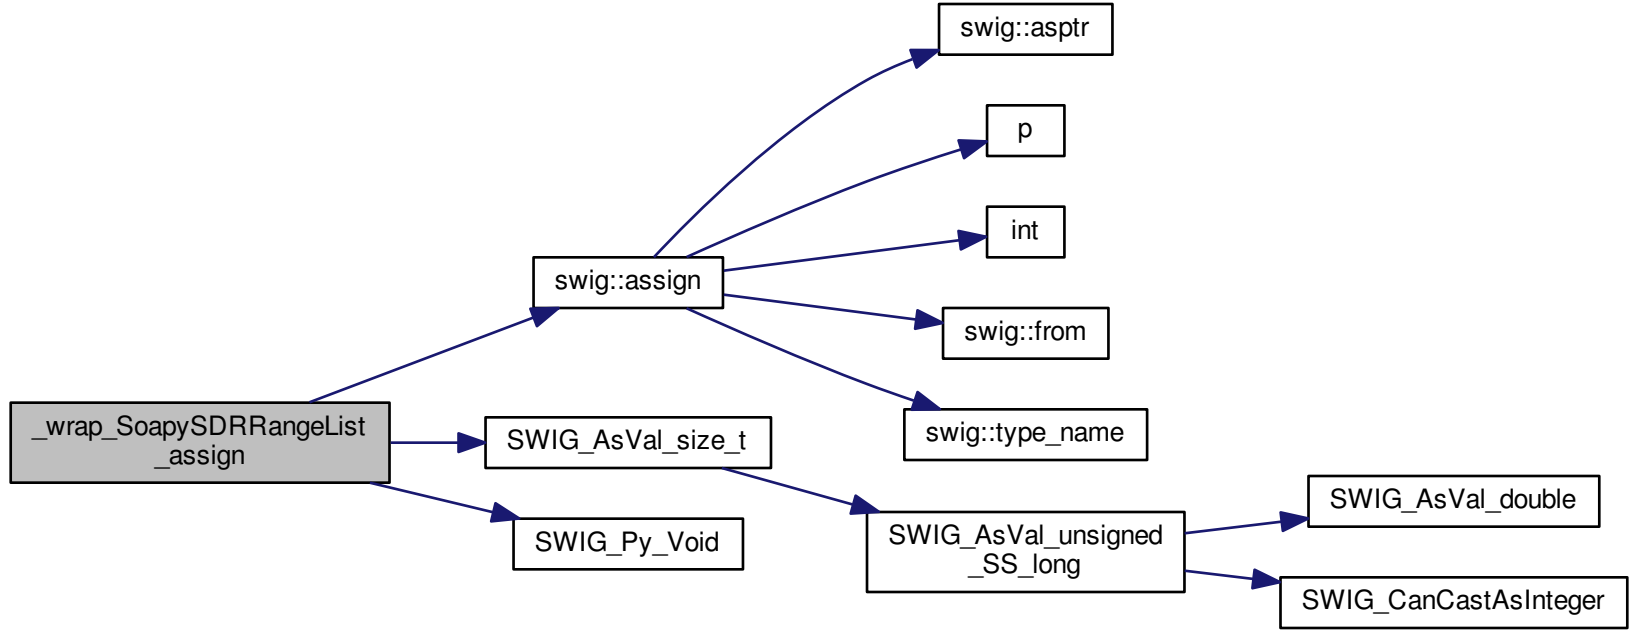 swig::asptr
p
int
swig::assign
swig::from
_wrap_SoapySDRRangeList
_assign
SWIG_AsVal_size_t
swig::type_name
SWIG_Py_Void
SWIG_AsVal_unsigned
_SS_long
SWIG_AsVal_double
SWIG_CanCastAsInteger